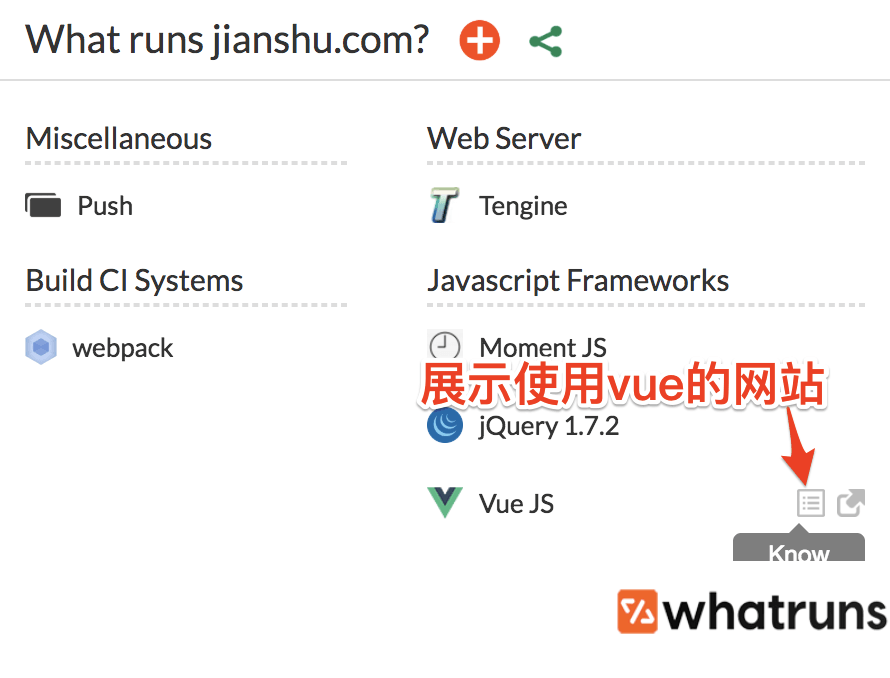 What runs jianshu.com?
Miscellaneous
Web Server
Push
Tengine
Build CI Systems
Javascript Frameworks
webpack
Moment JS
展示使用vue的网站
jQuery 1.7.2
Vue JS
Know
whatruns